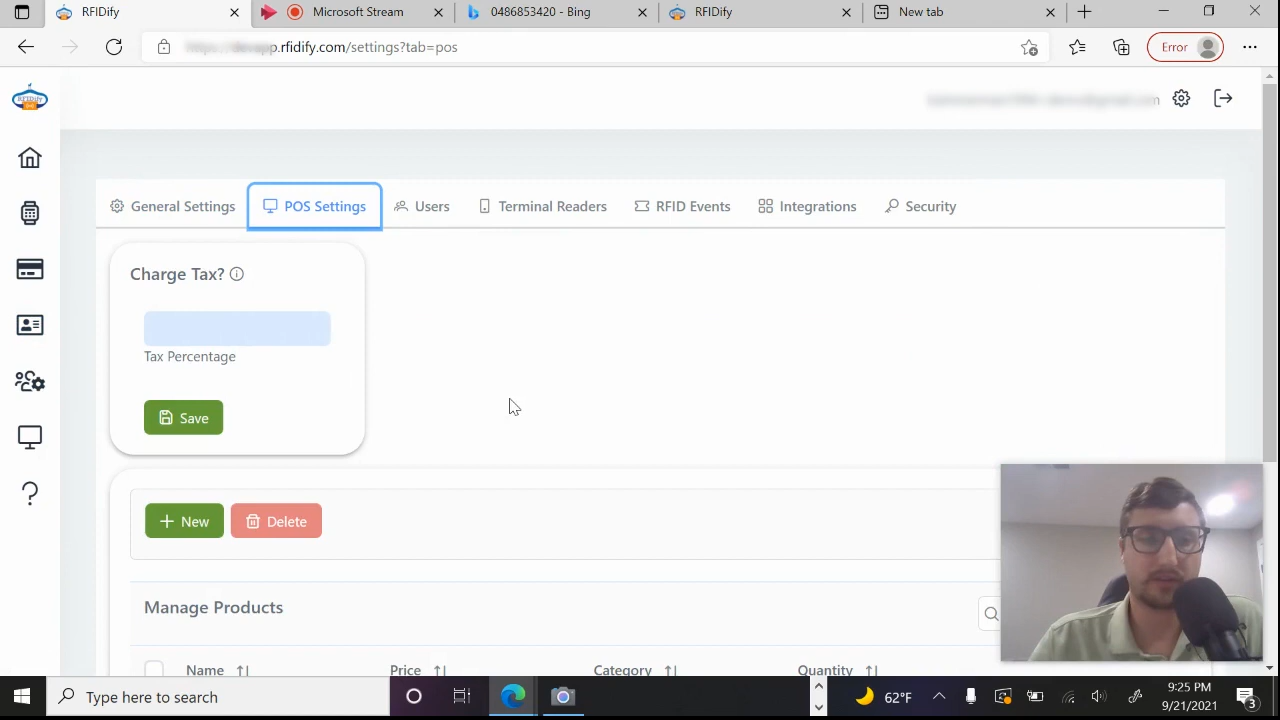 RFIDify
Microsoft Stream
0486853420 - Bing
RFIDify
New tab
.rfidify.com/settings?tab=pos
Error
RFIDify
General Settings
POS Settings
Users
Terminal Readers
RFID Events
Integrations
Security
Charge Tax?
Tax Percentage
Save
New
Delete
Manage Products
Name
Price
Category
Quantity
Type here to search
62°F
9:25 PM
9/21/2021
3